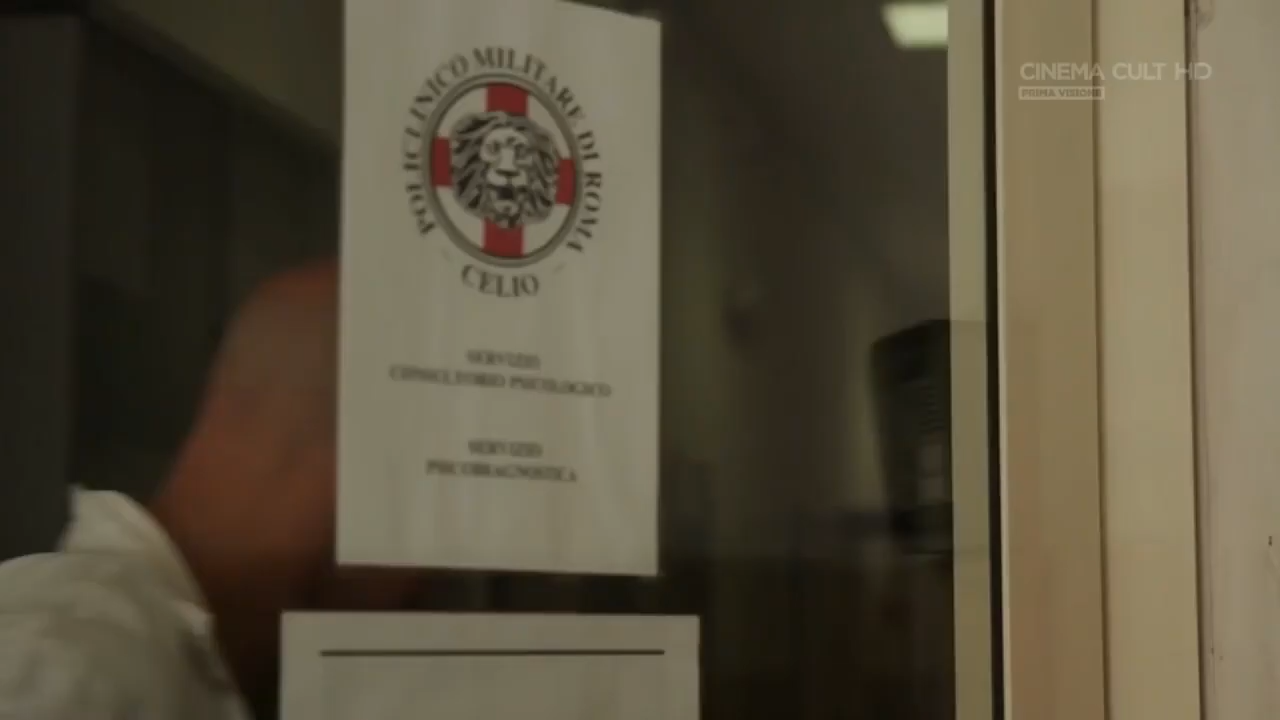 CINEMA CULT HD
PRIMA VISIONE
POLICLINICO MILITARE DI ROMA
CELIO
SERVIZIO
CONSULTORIO PSICOLOGICO
SERVIZIO
PSICODIAGNOSTICA